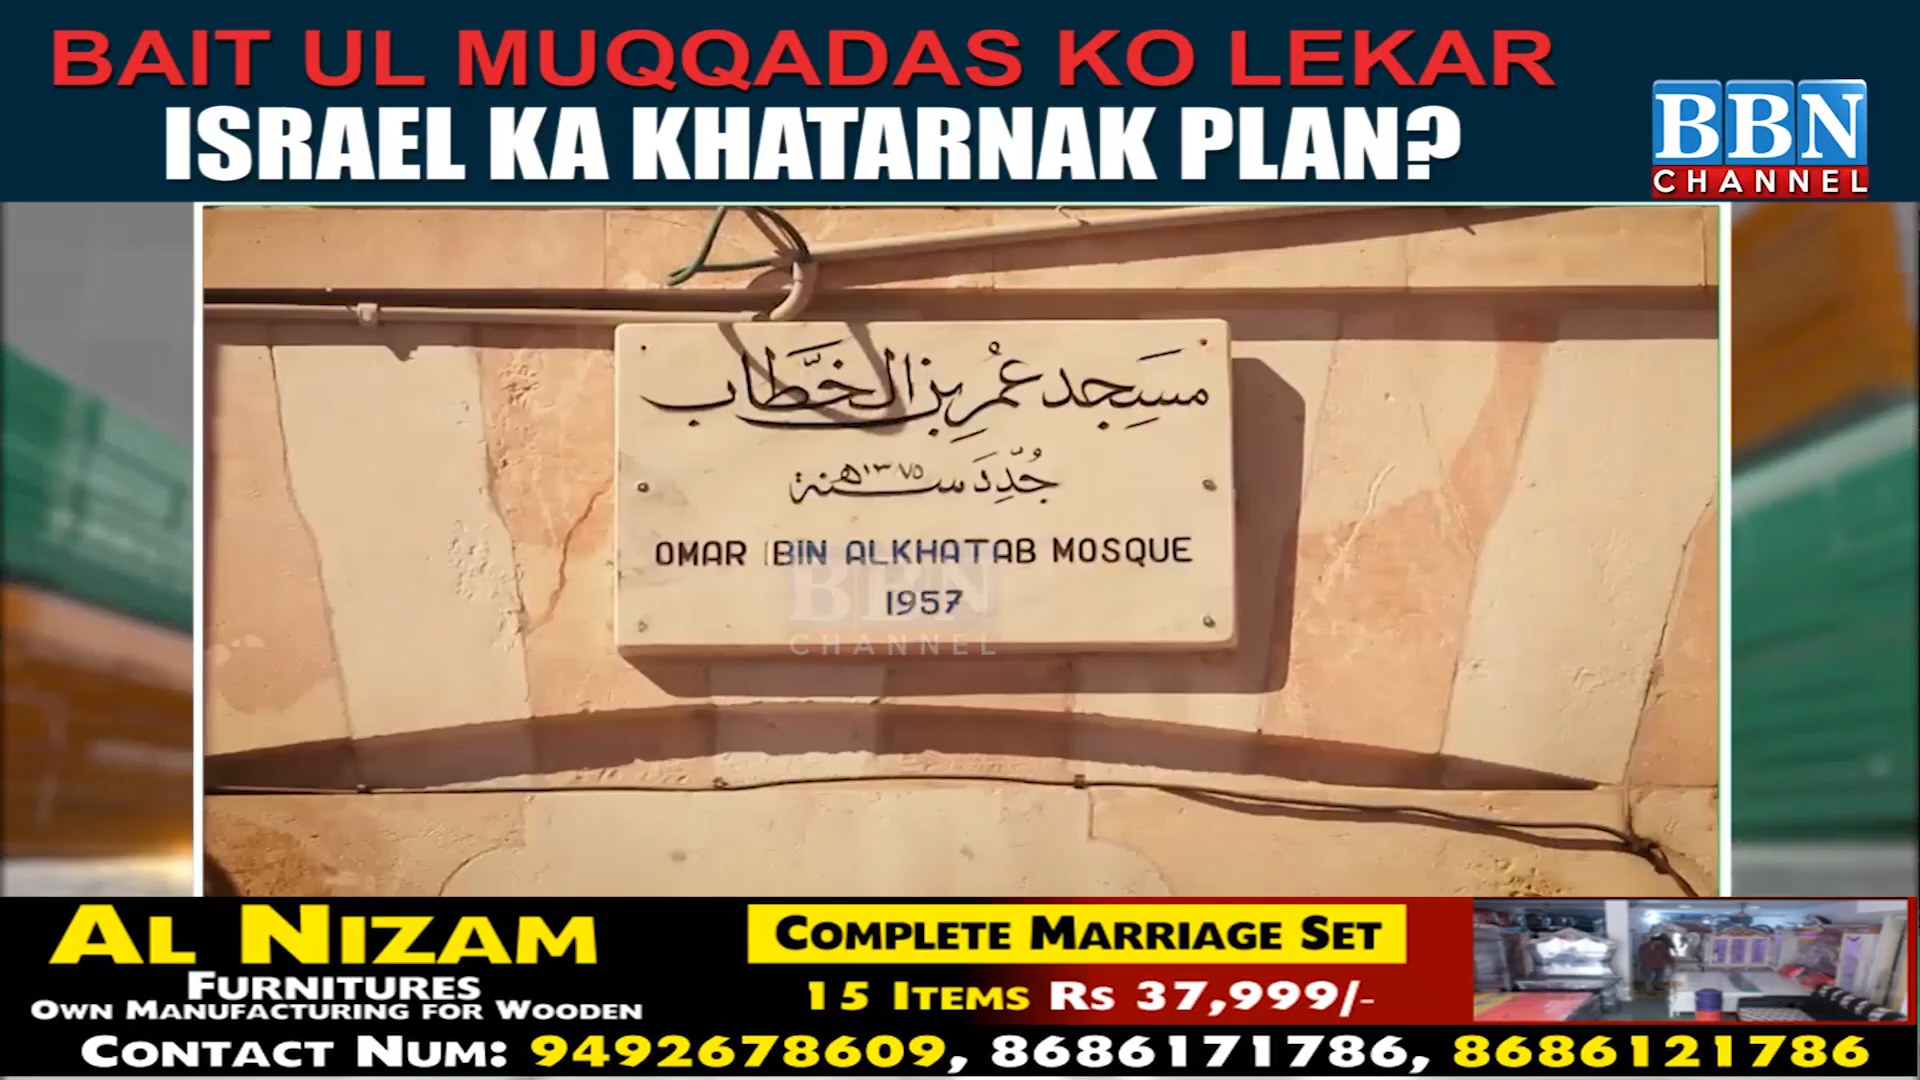 BAIT UL MUQQADAS KO LEKAR
ISRAEL KA KHATARNAK PLAN?
BBN
CHANNEL
مسجد عمر بن الخطاب
جُدِّدَ سنة ١٣٧٥هـ
OMAR IBIN ALKHATAB MOSQUE
1957
BBN
CHANNEL
AL NIZAM
FURNITURES
OWN MANUFACTURING FOR WOODEN
COMPLETE MARRIAGE SET
15 ITEMS RS 37,999/-
CONTACT NUM: 9492678609, 8686171786, 8686121786